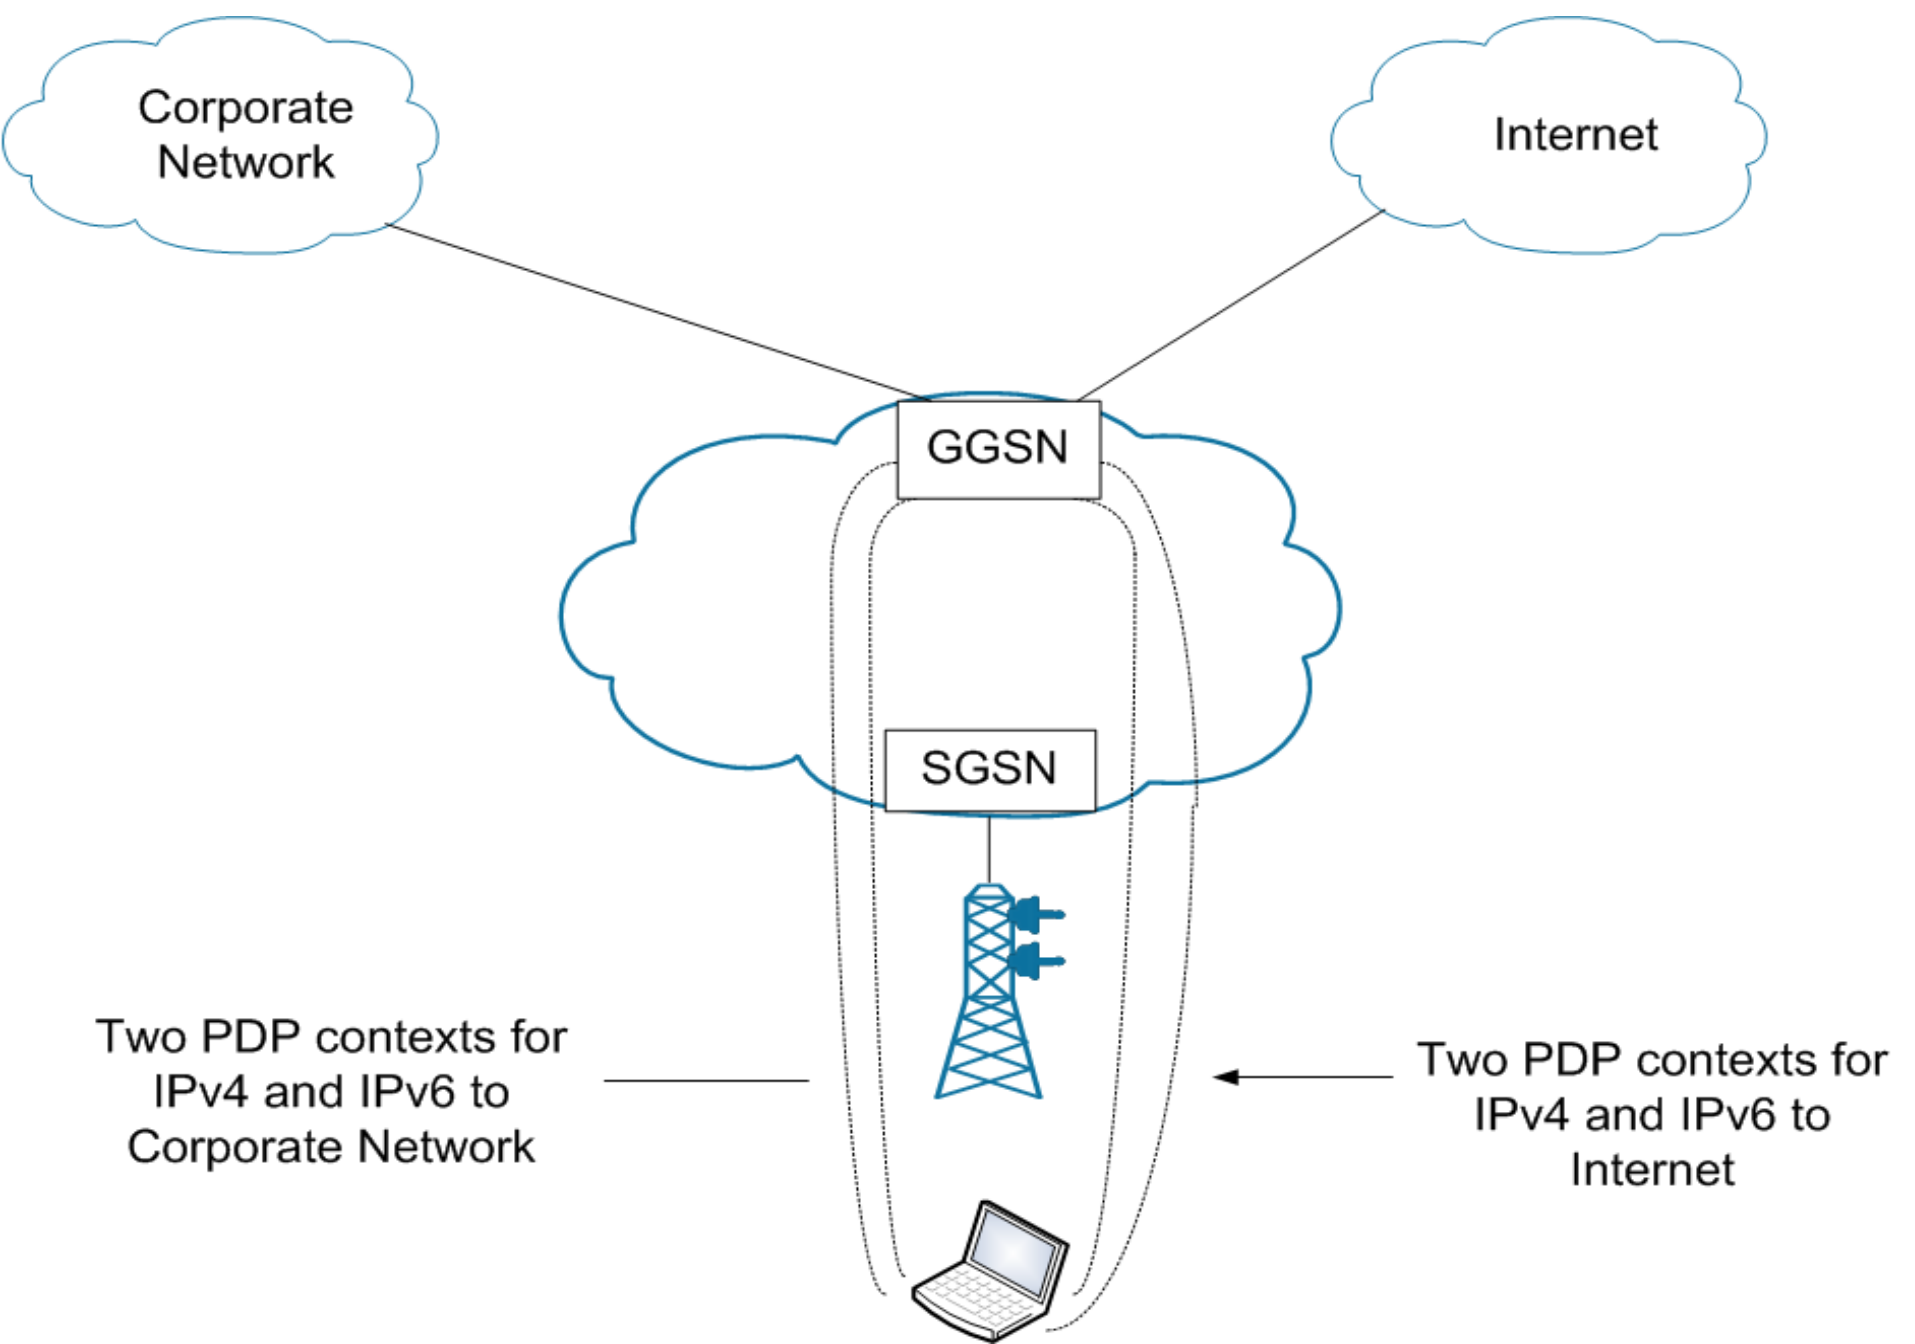 Corporate
Network
Internet
GGSN
SGSN
Two PDP contexts for
IPv4 and IPv6 to
Corporate Network
Two PDP contexts for
IPv4 and IPv6 to
Internet